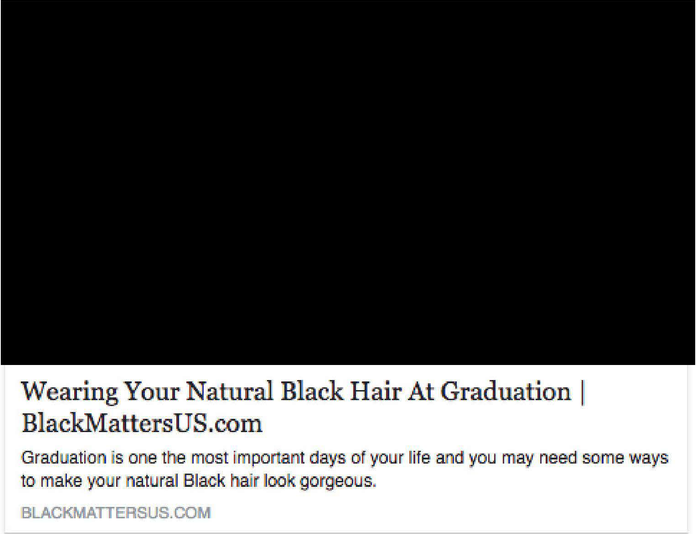 Wearing Your Natural Black Hair At Graduation |
BlackMattersUS.com
Graduation is one the most important days of your life and you may need some ways
to make your natural Black hair look gorgeous.
BLACKMATTERSUS.COM